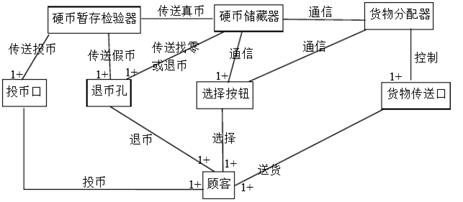 硬币暂存检验器 传送真币 硬币储藏器 通信 货物分配器
传送投币 传送假币 传送找零
或退币 通信 通信 控制
1+ 1+ 1+ 1+ 1+
投币口 退币孔 选择按钮 货物传送口
退币 选择 送货
1+ 1+
投币 1+ 顾客 1+